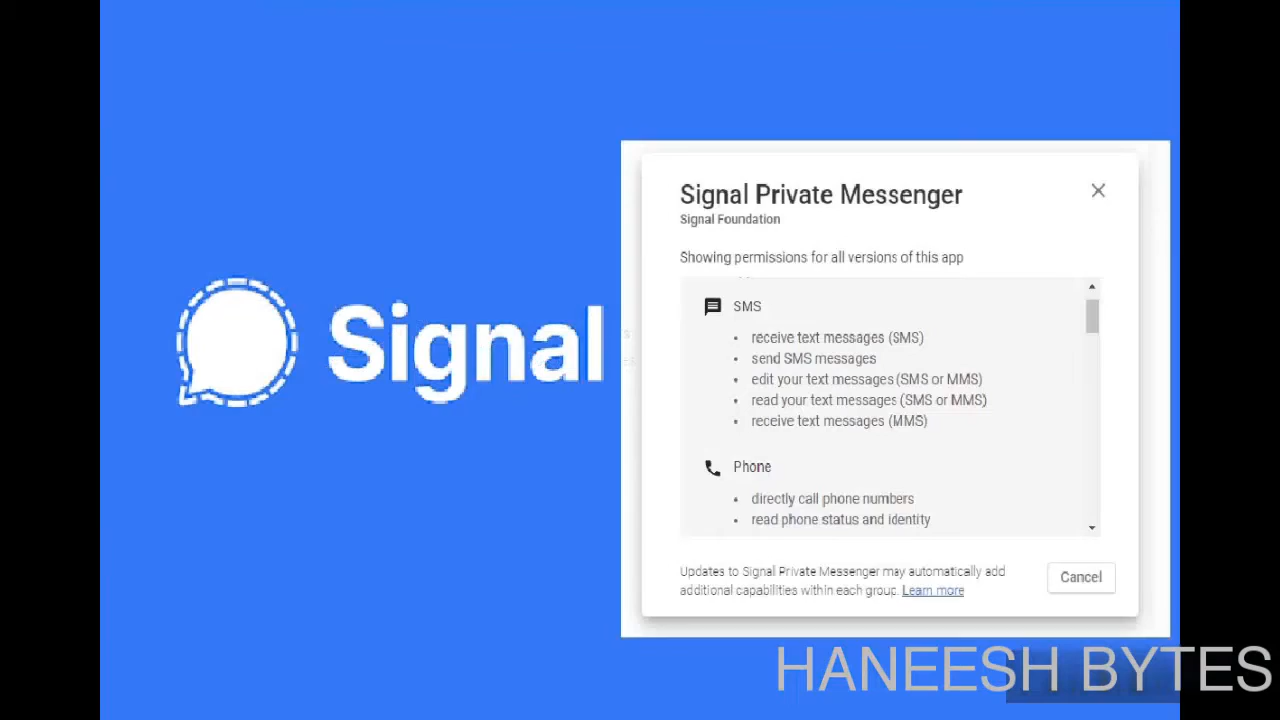 Signal
Signal Private Messenger
Signal Foundation
Showing permissions for all versions of this app
SMS
• receive text messages (SMS)
• send SMS messages
• edit your text messages (SMS or MMS)
• read your text messages (SMS or MMS)
• receive text messages (MMS)
Phone
• directly call phone numbers
• read phone status and identity
Updates to Signal Private Messenger may automatically add
additional capabilities within each group. Learn more
Cancel
HANEESH BYTES